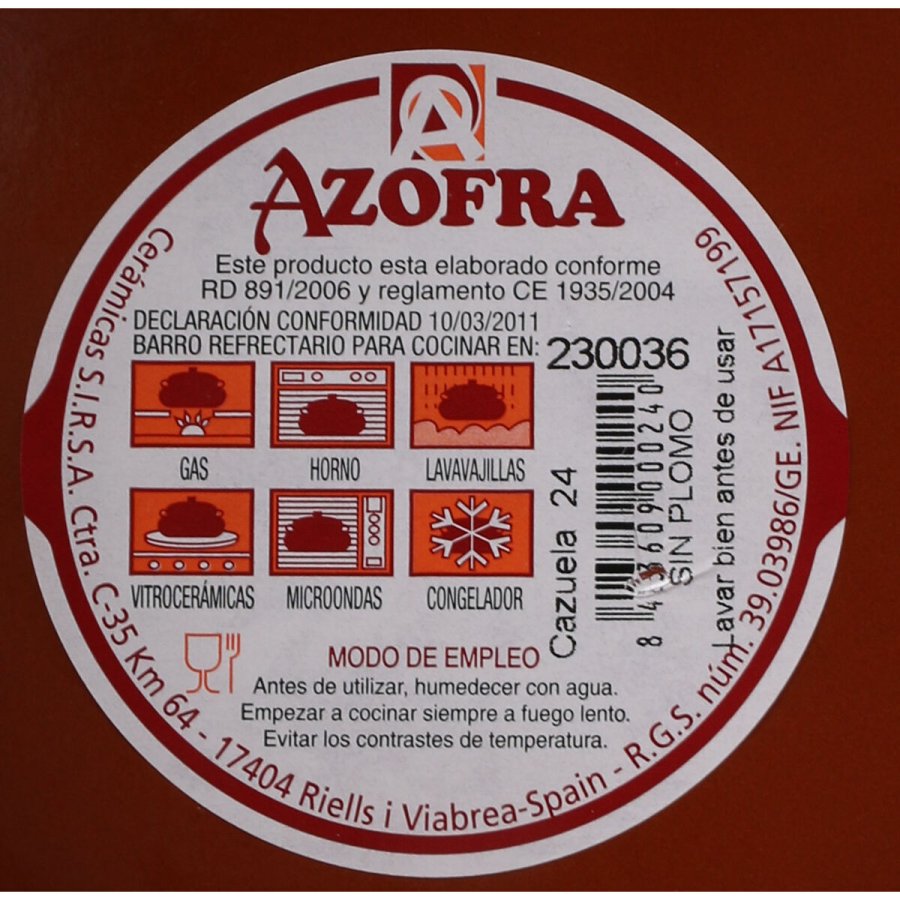 AZOFRA
Este producto esta elaborado conforme
RD 891/2006 y reglamento CE 1935/2004
DECLARACIÓN CONFORMIDAD 10/03/2011
BARRO REFRECTARIO PARA COCINAR EN:
230036
GAS
HORNO
LAVAVAJILLAS
VITROCERÁMICAS
MICROONDAS
CONGELADOR
Cazuela 24
SIN PLOMO
Lavar bien antes de usar
MODO DE EMPLEO
Antes de utilizar, humedecer con agua.
Empezar a cocinar siempre a fuego lento.
Evitar los contrastes de temperatura.
Cerámicas S.I.R.S.A. Ctra. C-35 Km 64 - 17404 Riells i Viabrea-Spain - R.G.S. núm. 39.03986/GE. NIF A177157199